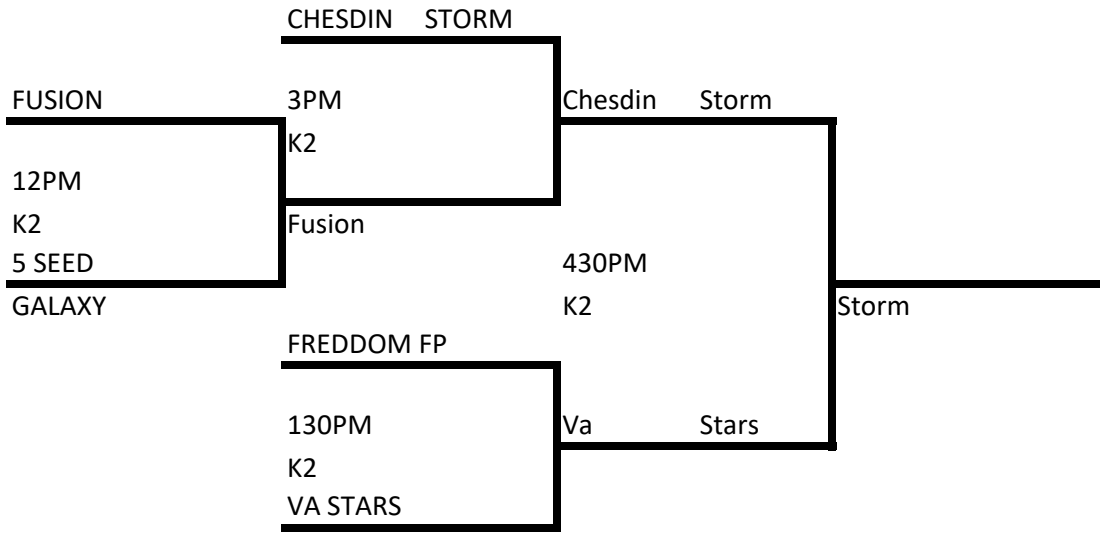 CHESDIN STORM
FUSION
3PM
Chesdin Storm
K2
12PM
K2
Fusion
5 SEED
430PM
GALAXY
K2
Storm
FREDDOM FP
130PM
Va Stars
K2
VA STARS